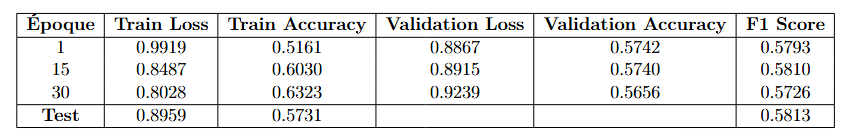 Époque Train Loss Train Accuracy Validation Loss Validation Accuracy F1 Score
1 0.9919 0.5161 0.8867 0.5742 0.5793
15 0.8487 0.6030 0.8915 0.5740 0.5810
30 0.8028 0.6323 0.9239 0.5656 0.5726
Test 0.8959 0.5731 0.5813